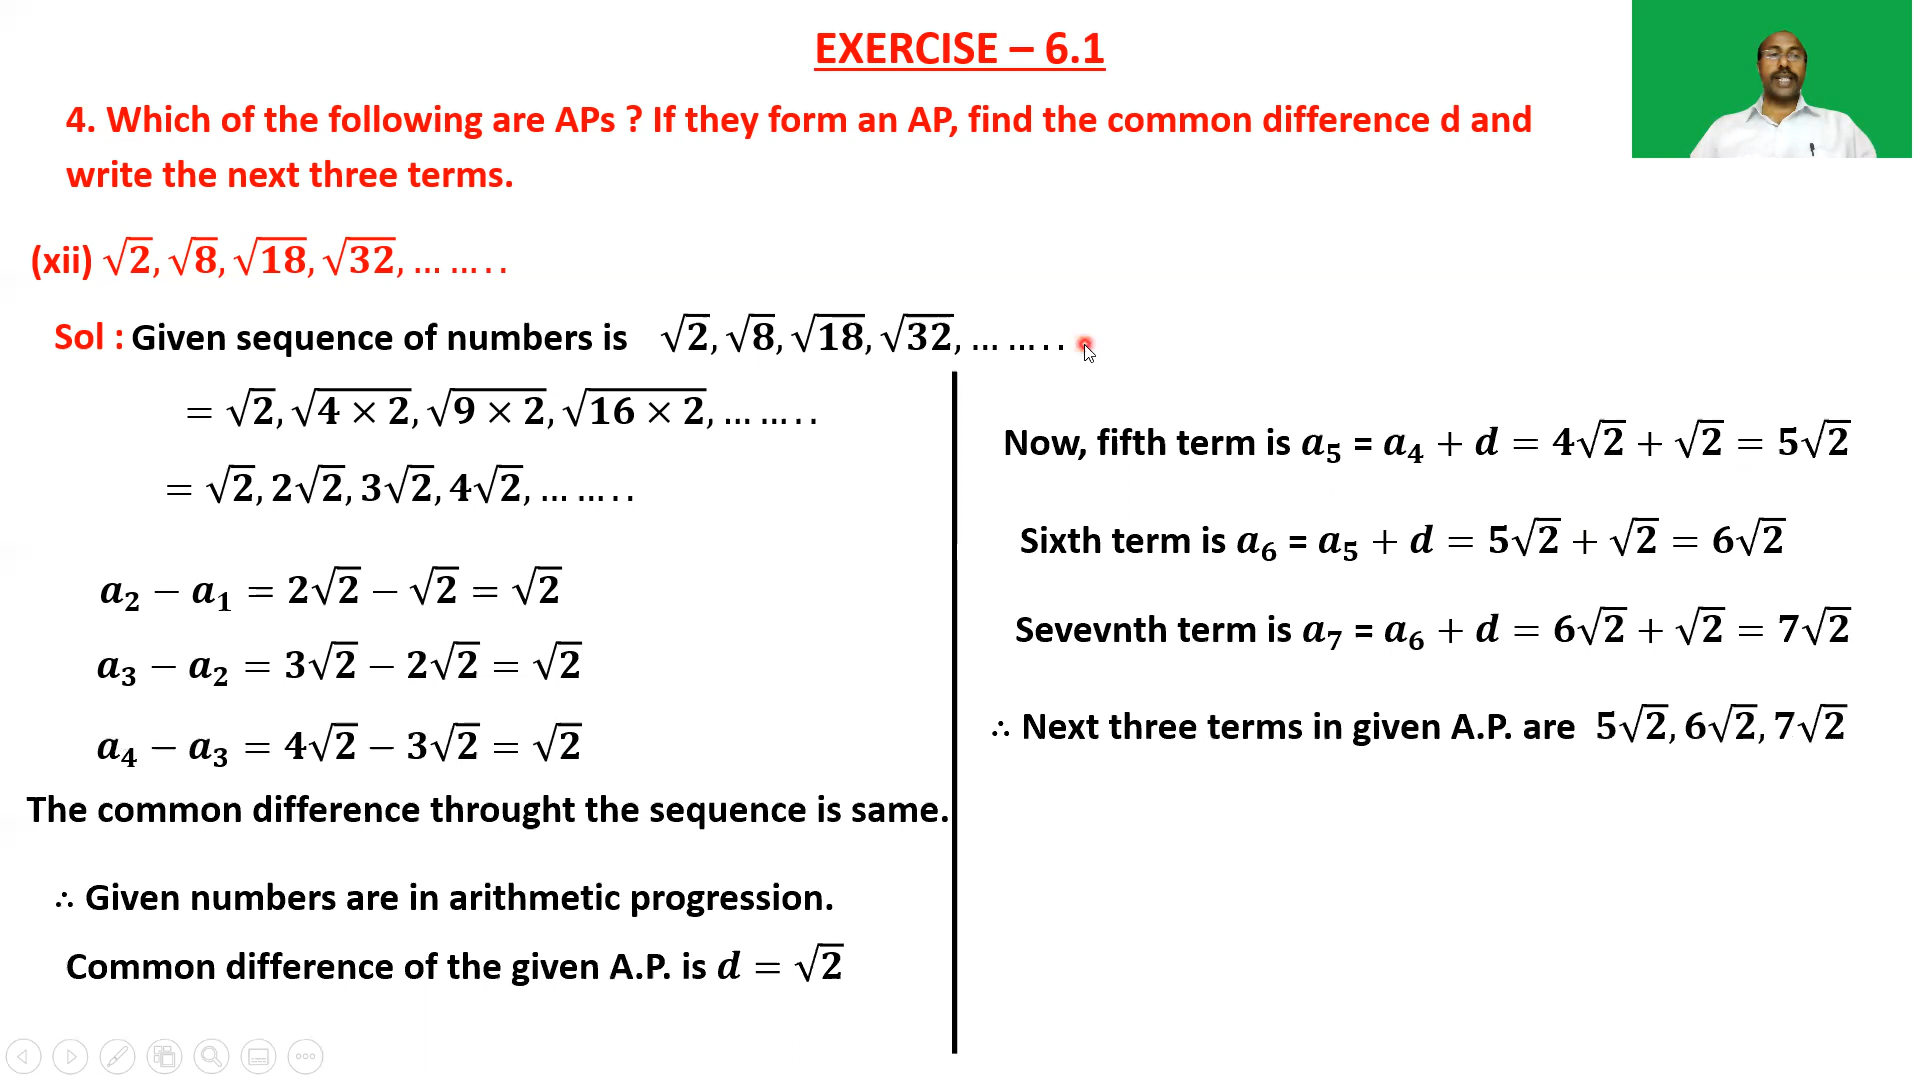 EXERCISE – 6.1
4. Which of the following are APs ? If they form an AP, find the common difference d and
write the next three terms.
(xii) √2, √8, √18, √32, … … . .
Sol : Given sequence of numbers is √2, √8, √18, √32, … … . .
= √2, √4 × 2, √9 × 2, √16 × 2, … … . .
= √2, 2√2, 3√2, 4√2, … … . .
a₂ − a₁ = 2√2 − √2 = √2
a₃ − a₂ = 3√2 − 2√2 = √2
a₄ − a₃ = 4√2 − 3√2 = √2
The common difference throught the sequence is same.
∴ Given numbers are in arithmetic progression.
Common difference of the given A.P. is d = √2
Now, fifth term is a₅ = a₄ + d = 4√2 + √2 = 5√2
Sixth term is a₆ = a₅ + d = 5√2 + √2 = 6√2
Sevevnth term is a₇ = a₆ + d = 6√2 + √2 = 7√2
∴ Next three terms in given A.P. are 5√2, 6√2, 7√2